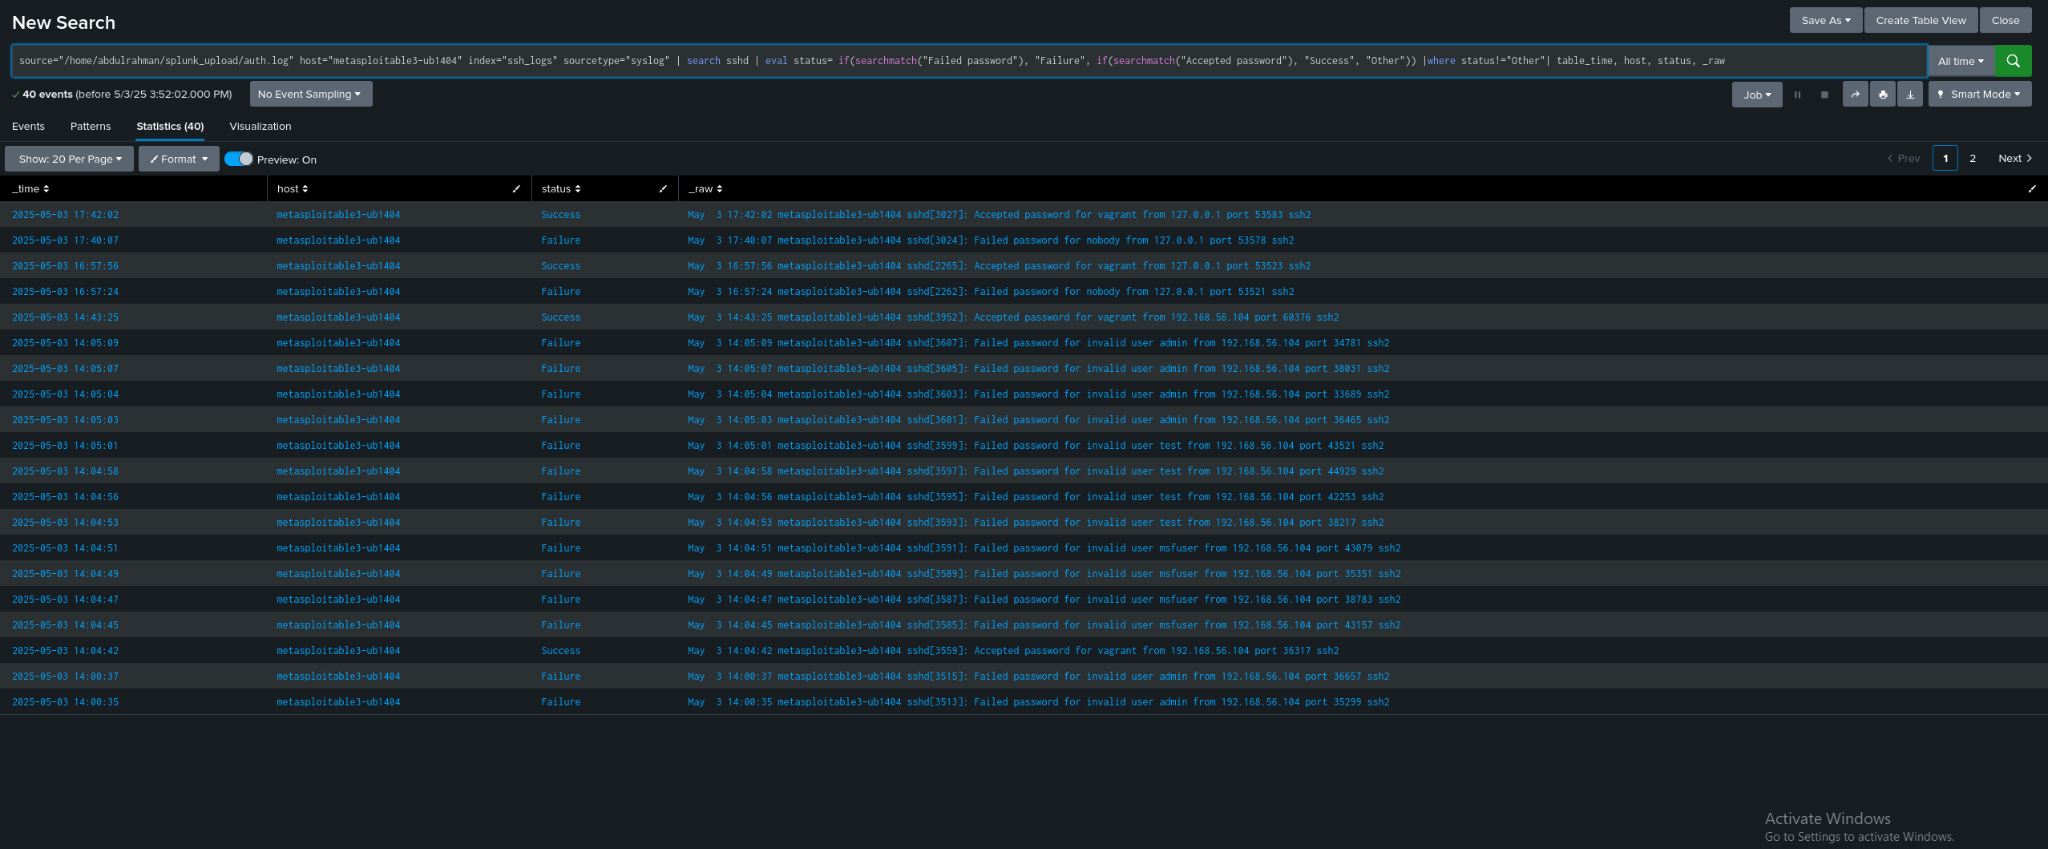 New Search
Save As Create Table View Close
source="/home/abdulrahman/splunk_upload/auth.log" host="metasploitable3-ub1404" index="ssh_logs" sourcetype="syslog" | search sshd | eval status= if(searchmatch("Failed password"), "Failure", if(searchmatch("Accepted password"), "Success", "Other")) |where status!="Other"| table_time, host, status, _raw
All time
40 events (before 5/3/25 3:52:02.000 PM) No Event Sampling
Job Smart Mode
Events Patterns Statistics (40) Visualization
Show: 20 Per Page Format Preview: On
Prev 1 2 Next
_time host status _raw
2025-05-03 17:42:02 metasploitable3-ub1404 Success May  3 17:42:02 metasploitable3-ub1404 sshd[3027]: Accepted password for vagrant from 127.0.0.1 port 53583 ssh2
2025-05-03 17:40:07 metasploitable3-ub1404 Failure May  3 17:40:07 metasploitable3-ub1404 sshd[3024]: Failed password for nobody from 127.0.0.1 port 53578 ssh2
2025-05-03 16:57:56 metasploitable3-ub1404 Success May  3 16:57:56 metasploitable3-ub1404 sshd[2265]: Accepted password for vagrant from 127.0.0.1 port 53523 ssh2
2025-05-03 16:57:24 metasploitable3-ub1404 Failure May  3 16:57:24 metasploitable3-ub1404 sshd[2262]: Failed password for nobody from 127.0.0.1 port 53521 ssh2
2025-05-03 14:43:25 metasploitable3-ub1404 Success May  3 14:43:25 metasploitable3-ub1404 sshd[3952]: Accepted password for vagrant from 192.168.56.104 port 60376 ssh2
2025-05-03 14:05:09 metasploitable3-ub1404 Failure May  3 14:05:09 metasploitable3-ub1404 sshd[3607]: Failed password for invalid user admin from 192.168.56.104 port 34781 ssh2
2025-05-03 14:05:07 metasploitable3-ub1404 Failure May  3 14:05:07 metasploitable3-ub1404 sshd[3605]: Failed password for invalid user admin from 192.168.56.104 port 38031 ssh2
2025-05-03 14:05:04 metasploitable3-ub1404 Failure May  3 14:05:04 metasploitable3-ub1404 sshd[3603]: Failed password for invalid user admin from 192.168.56.104 port 33689 ssh2
2025-05-03 14:05:03 metasploitable3-ub1404 Failure May  3 14:05:03 metasploitable3-ub1404 sshd[3601]: Failed password for invalid user admin from 192.168.56.104 port 36465 ssh2
2025-05-03 14:05:01 metasploitable3-ub1404 Failure May  3 14:05:01 metasploitable3-ub1404 sshd[3599]: Failed password for invalid user test from 192.168.56.104 port 43521 ssh2
2025-05-03 14:04:58 metasploitable3-ub1404 Failure May  3 14:04:58 metasploitable3-ub1404 sshd[3597]: Failed password for invalid user test from 192.168.56.104 port 44929 ssh2
2025-05-03 14:04:56 metasploitable3-ub1404 Failure May  3 14:04:56 metasploitable3-ub1404 sshd[3595]: Failed password for invalid user test from 192.168.56.104 port 42253 ssh2
2025-05-03 14:04:53 metasploitable3-ub1404 Failure May  3 14:04:53 metasploitable3-ub1404 sshd[3593]: Failed password for invalid user test from 192.168.56.104 port 38217 ssh2
2025-05-03 14:04:51 metasploitable3-ub1404 Failure May  3 14:04:51 metasploitable3-ub1404 sshd[3591]: Failed password for invalid user msfuser from 192.168.56.104 port 43079 ssh2
2025-05-03 14:04:49 metasploitable3-ub1404 Failure May  3 14:04:49 metasploitable3-ub1404 sshd[3589]: Failed password for invalid user msfuser from 192.168.56.104 port 35351 ssh2
2025-05-03 14:04:47 metasploitable3-ub1404 Failure May  3 14:04:47 metasploitable3-ub1404 sshd[3587]: Failed password for invalid user msfuser from 192.168.56.104 port 38783 ssh2
2025-05-03 14:04:45 metasploitable3-ub1404 Failure May  3 14:04:45 metasploitable3-ub1404 sshd[3585]: Failed password for invalid user msfuser from 192.168.56.104 port 43157 ssh2
2025-05-03 14:04:42 metasploitable3-ub1404 Success May  3 14:04:42 metasploitable3-ub1404 sshd[3559]: Accepted password for vagrant from 192.168.56.104 port 36317 ssh2
2025-05-03 14:00:37 metasploitable3-ub1404 Failure May  3 14:00:37 metasploitable3-ub1404 sshd[3515]: Failed password for invalid user admin from 192.168.56.104 port 36657 ssh2
2025-05-03 14:00:35 metasploitable3-ub1404 Failure May  3 14:00:35 metasploitable3-ub1404 sshd[3513]: Failed password for invalid user admin from 192.168.56.104 port 35299 ssh2
Activate Windows
Go to Settings to activate Windows.